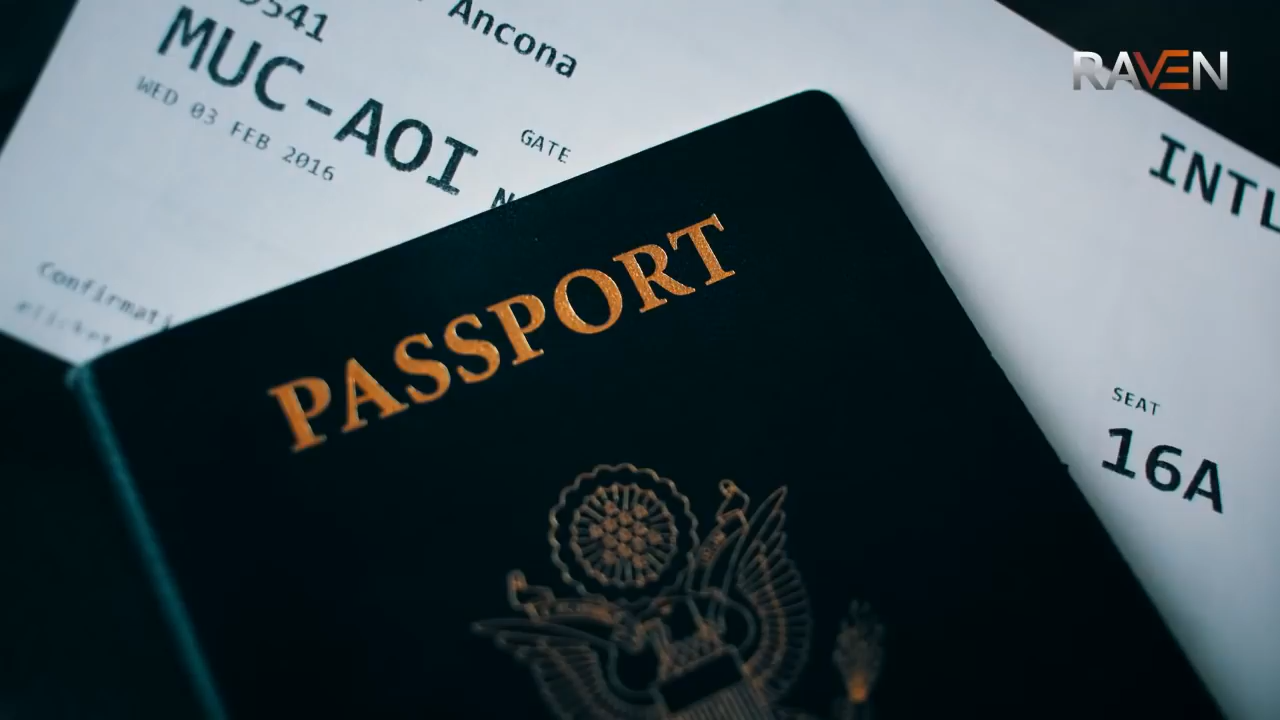 Ancona
MUC-AOI
WED 03 FEB 2016
GATE
RAVEN
INTL
PASSPORT
SEAT
16A